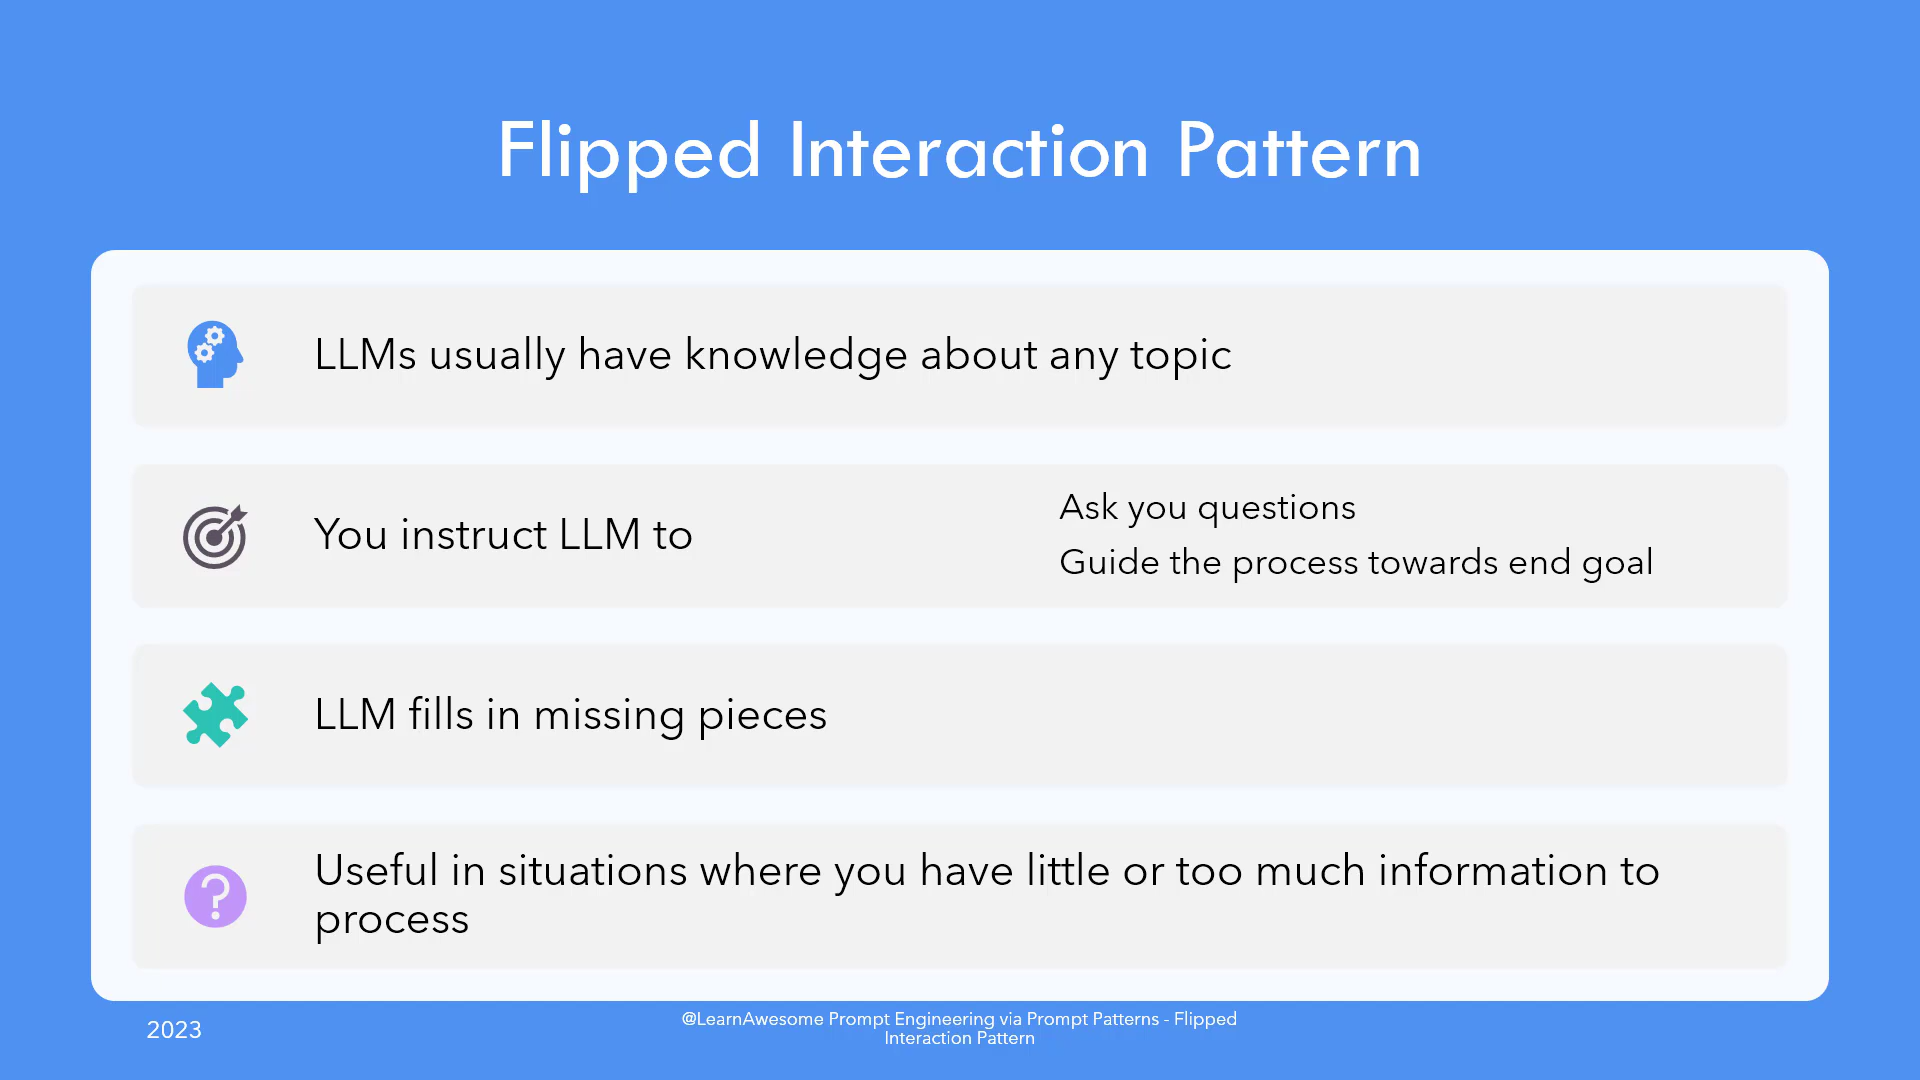 Flipped Interaction Pattern
LLMs usually have knowledge about any topic
You instruct LLM to
Ask you questions
Guide the process towards end goal
LLM fills in missing pieces
Useful in situations where you have little or too much information to
process
2023
@LearnAwesome Prompt Engineering via Prompt Patterns - Flipped
Interaction Pattern